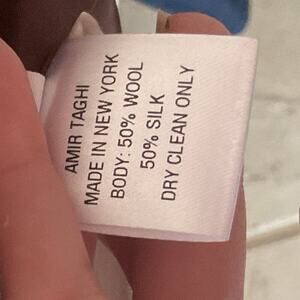 AMIR TAGHI
MADE IN NEW YORK
BODY: 50% WOOL
50% SILK
DRY CLEAN ONLY